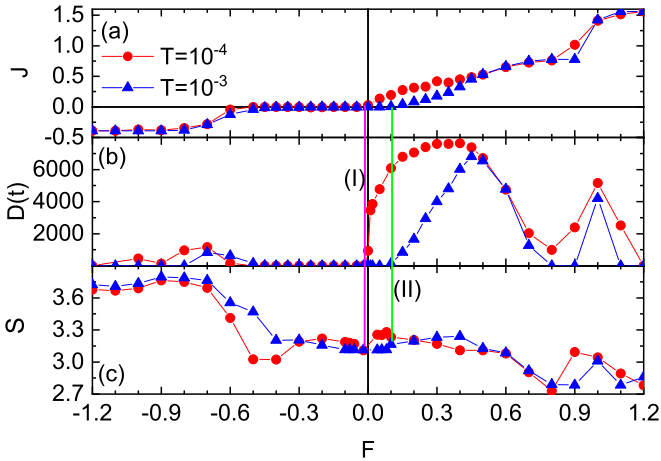 1.5
(a)
T=10⁻⁴
1.0
J
0.5
T=10⁻³
0.0
-0.5
6000
(b)
(I)
D(t)
4000
2000
0
3.6
(II)
S
3.3
3.0
2.7
(c)
-1.2 -0.9 -0.6 -0.3 0.0 0.3 0.6 0.9 1.2
F